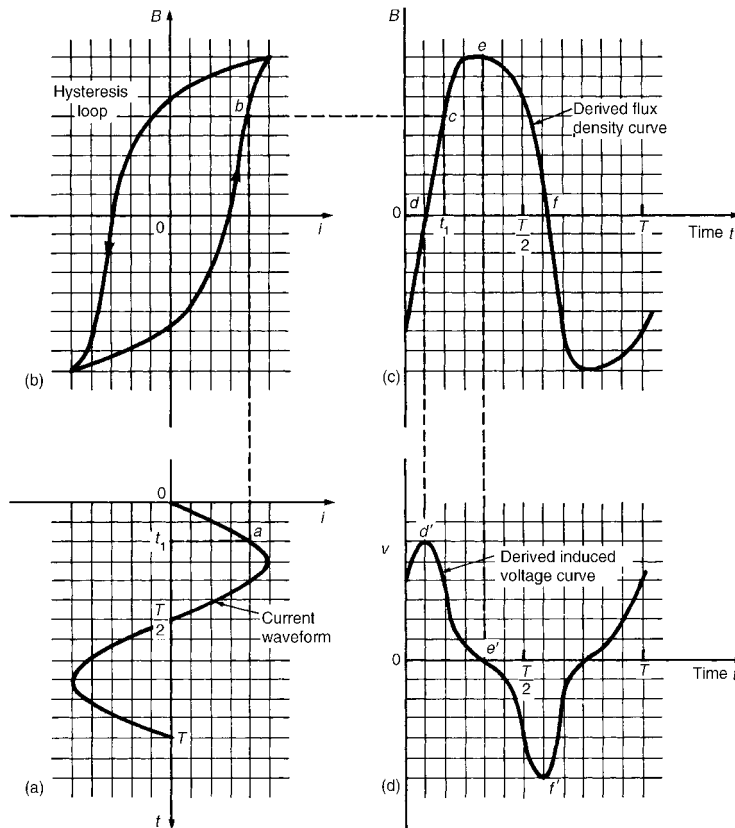 B
Hysteresis
loop
b
0
i
(b)
B
e
c
Derived flux
density curve
d
f
0
t1
T
2
T
Time t
(c)
0
i
t1
a
T
2
Current
waveform
T
(a)
t
d'
v
Derived induced
voltage curve
e'
0
T
2
T
Time t
(d)
f'